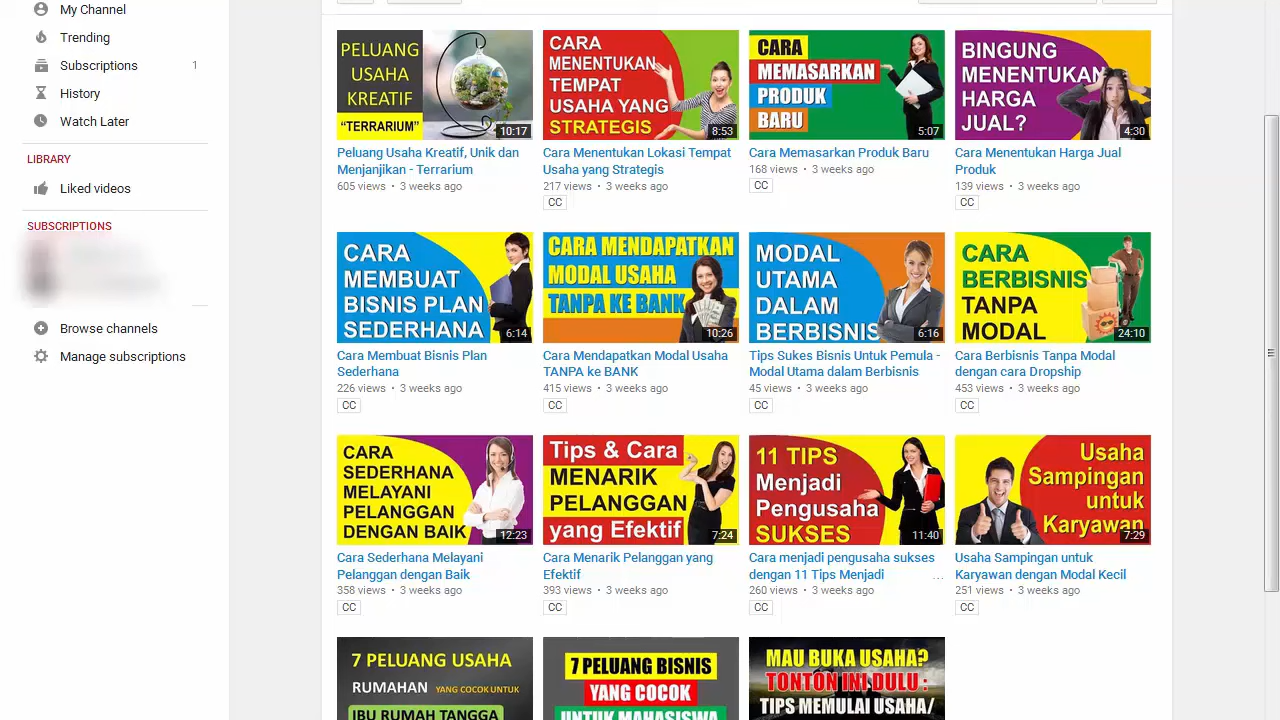 My Channel
Trending
Subscriptions 1
History
Watch Later
LIBRARY
Liked videos
SUBSCRIPTIONS
Browse channels
Manage subscriptions
PELUANG
USAHA
KREATIF
“TERRARIUM”
10:17
Peluang Usaha Kreatif, Unik dan
Menjanjikan - Terrarium
605 views • 3 weeks ago
CARA
MENENTUKAN
TEMPAT
USAHA YANG
STRATEGIS
8:53
Cara Menentukan Lokasi Tempat
Usaha yang Strategis
217 views • 3 weeks ago
CC
CARA
MEMASARKAN
PRODUK
BARU
5:07
Cara Memasarkan Produk Baru
168 views • 3 weeks ago
CC
BINGUNG
MENENTUKAN
HARGA
JUAL?
4:30
Cara Menentukan Harga Jual
Produk
139 views • 3 weeks ago
CC
CARA
MEMBUAT
BISNIS PLAN
SEDERHANA
6:14
Cara Membuat Bisnis Plan
Sederhana
226 views • 3 weeks ago
CC
CARA MENDAPATKAN
MODAL USAHA
TANPA KE BANK
10:26
Cara Mendapatkan Modal Usaha
TANPA ke BANK
415 views • 3 weeks ago
CC
MODAL
UTAMA
DALAM
BERBISNIS
6:16
Tips Sukes Bisnis Untuk Pemula -
Modal Utama dalam Berbisnis
45 views • 3 weeks ago
CC
CARA
BERBISNIS
TANPA
MODAL
24:10
Cara Berbisnis Tanpa Modal
dengan cara Dropship
453 views • 3 weeks ago
CC
CARA
SEDERHANA
MELAYANI
PELANGGAN
DENGAN BAIK
12:23
Cara Sederhana Melayani
Pelanggan dengan Baik
358 views • 3 weeks ago
CC
Tips & Cara
MENARIK
PELANGGAN
yang Efektif
7:24
Cara Menarik Pelanggan yang
Efektif
393 views • 3 weeks ago
CC
11 TIPS
Menjadi
Pengusaha
SUKSES
11:40
Cara menjadi pengusaha sukses
dengan 11 Tips Menjadi ...
260 views • 3 weeks ago
CC
Usaha
Sampingan
untuk
Karyawan
7:29
Usaha Sampingan untuk
Karyawan dengan Modal Kecil
251 views • 3 weeks ago
CC
7 PELUANG USAHA
RUMAHAN YANG COCOK UNTUK
IBU RUMAH TANGGA
7 PELUANG BISNIS
YANG COCOK
UNTUK MAHASISWA
MAU BUKA USAHA?
TONTON INI DULU :
TIPS MEMULAI USAHA/